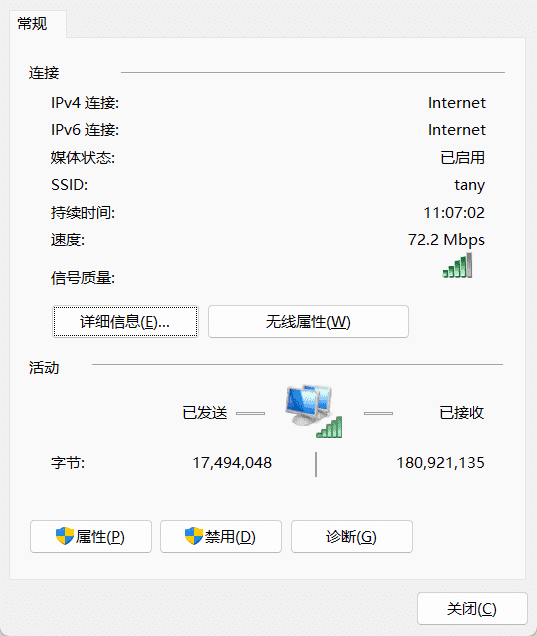 常规
连接
IPv4 连接: Internet
IPv6 连接: Internet
媒体状态: 已启用
SSID: tany
持续时间: 11:07:02
速度: 72.2 Mbps
信号质量:
详细信息(E)... 无线属性(W)
活动
已发送 已接收
字节: 17,494,048 180,921,135
属性(P) 禁用(D) 诊断(G)
关闭(C)